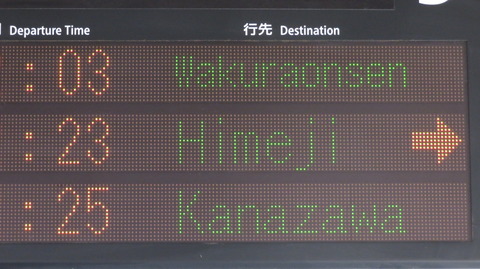 Departure Time 行先 Destination
:03 Wakuraonsen
:23 Himeji
:25 Kanazawa